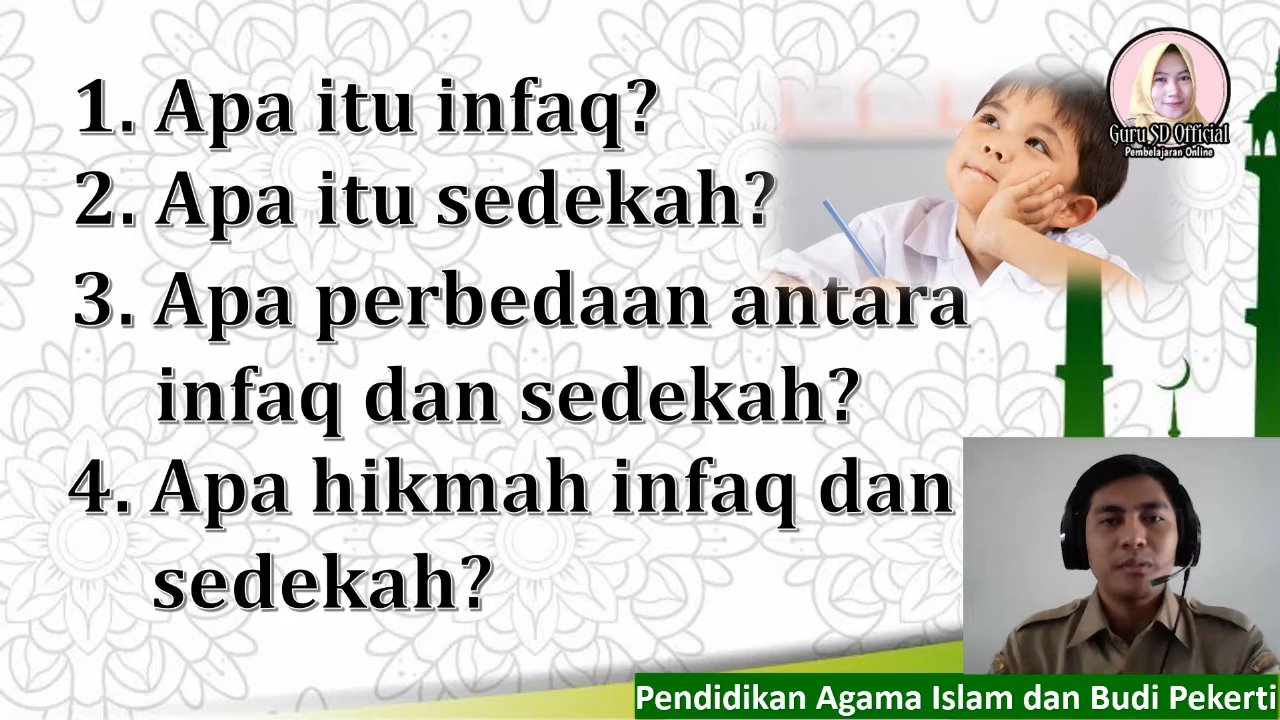 1. Apa itu infaq?
2. Apa itu sedekah?
3. Apa perbedaan antara
infaq dan sedekah?
4. Apa hikmah infaq dan
sedekah?
Guru SD Official
Pembelajaran Online
Pendidikan Agama Islam dan Budi Pekerti